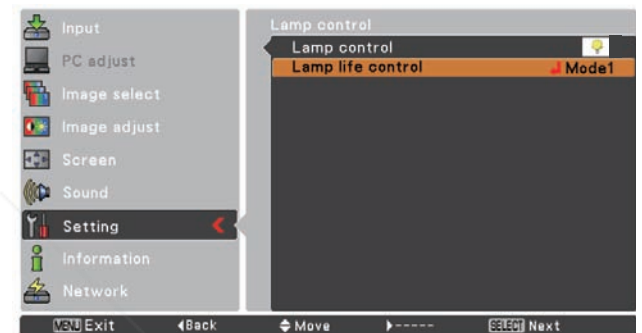 Input
PC adjust
Image select
Image adjust
Screen
Sound
Setting
Information
Network
Lamp control
Lamp control
Lamp life control Mode1
MENU Exit Back Move ----- SELECT Next